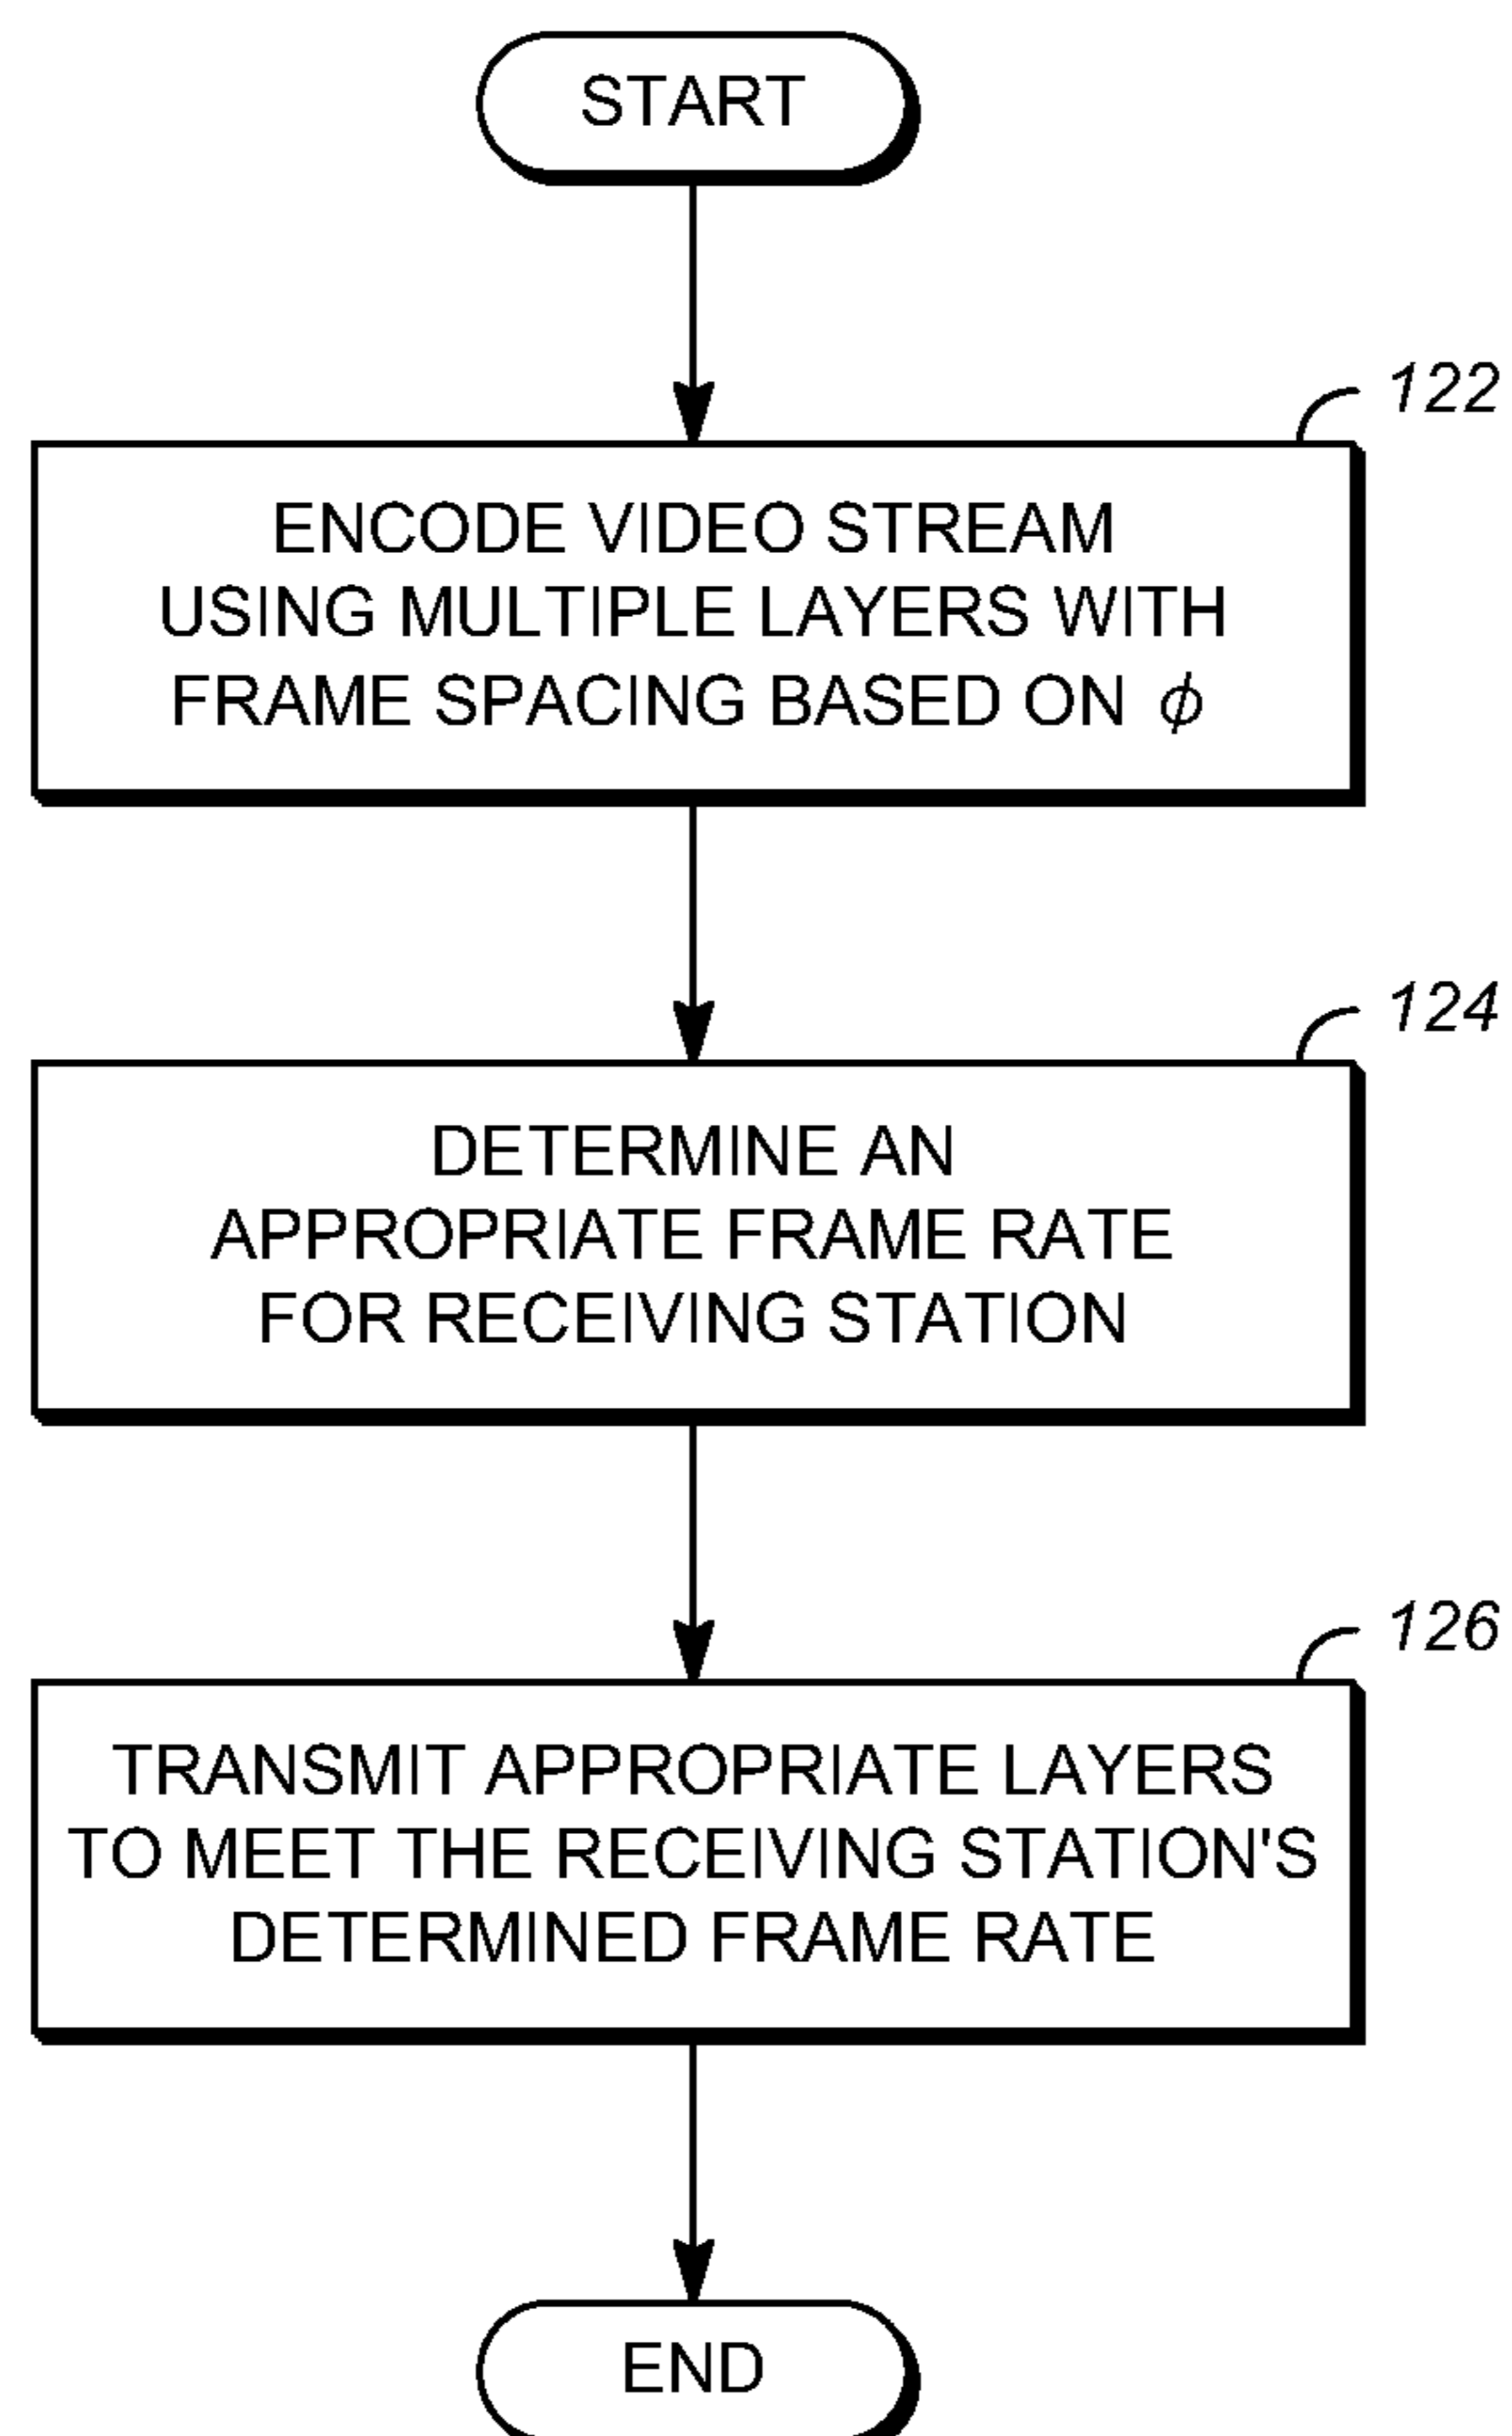 START
122
ENCODE VIDEO STREAM
USING MULTIPLE LAYERS WITH
FRAME SPACING BASED ON ϕ
124
DETERMINE AN
APPROPRIATE FRAME RATE
FOR RECEIVING STATION
126
TRANSMIT APPROPRIATE LAYERS
TO MEET THE RECEIVING STATION'S
DETERMINED FRAME RATE
END